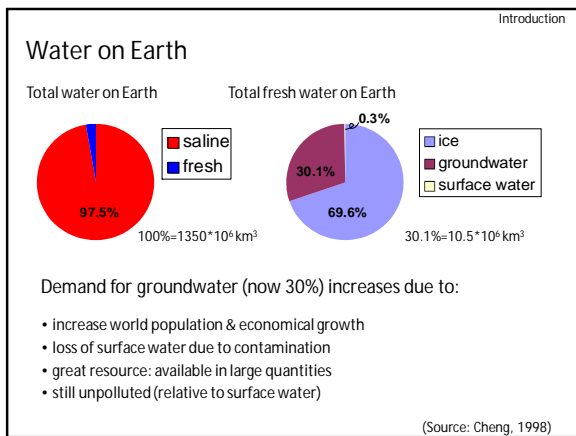 Introduction
Water on Earth
Total water on Earth
saline
fresh
97.5%
100%=1350*10⁶ km³
Total fresh water on Earth
0.3%
30.1%
69.6%
ice
groundwater
surface water
30.1%=10.5*10⁶ km³
Demand for groundwater (now 30%) increases due to:
• increase world population & economical growth
• loss of surface water due to contamination
• great resource: available in large quantities
• still unpolluted (relative to surface water)
(Source: Cheng, 1998)